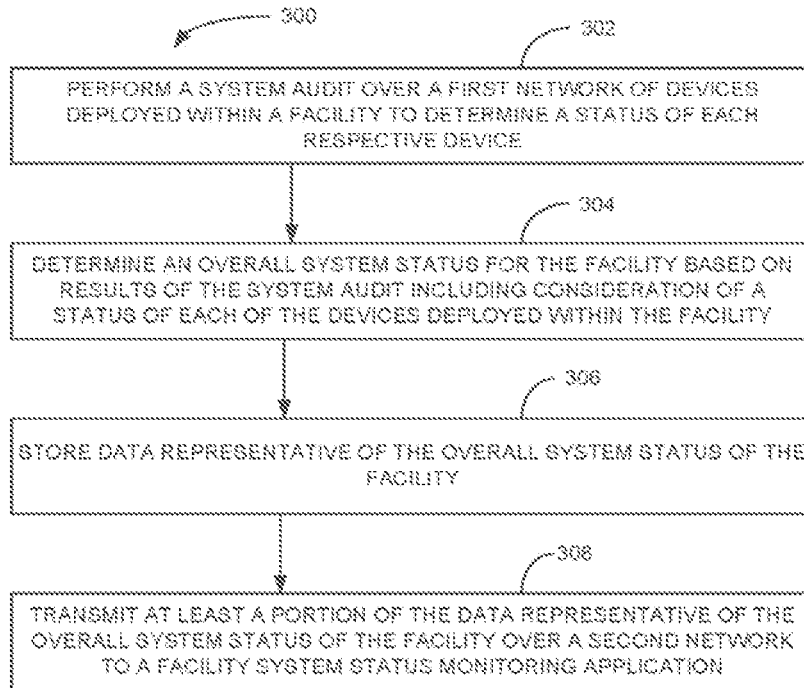 300
302
PERFORM A SYSTEM AUDIT OVER A FIRST NETWORK OF DEVICES
DEPLOYED WITHIN A FACILITY TO DETERMINE A STATUS OF EACH
RESPECTIVE DEVICE
304
DETERMINE AN OVERALL SYSTEM STATUS FOR THE FACILITY BASED ON
RESULTS OF THE SYSTEM AUDIT INCLUDING CONSIDERATION OF A
STATUS OF EACH OF THE DEVICES DEPLOYED WITHIN THE FACILITY
306
STORE DATA REPRESENTATIVE OF THE OVERALL SYSTEM STATUS OF THE
FACILITY
308
TRANSMIT AT LEAST A PORTION OF THE DATA REPRESENTATIVE OF THE
OVERALL SYSTEM STATUS OF THE FACILITY OVER A SECOND NETWORK
TO A FACILITY SYSTEM STATUS MONITORING APPLICATION